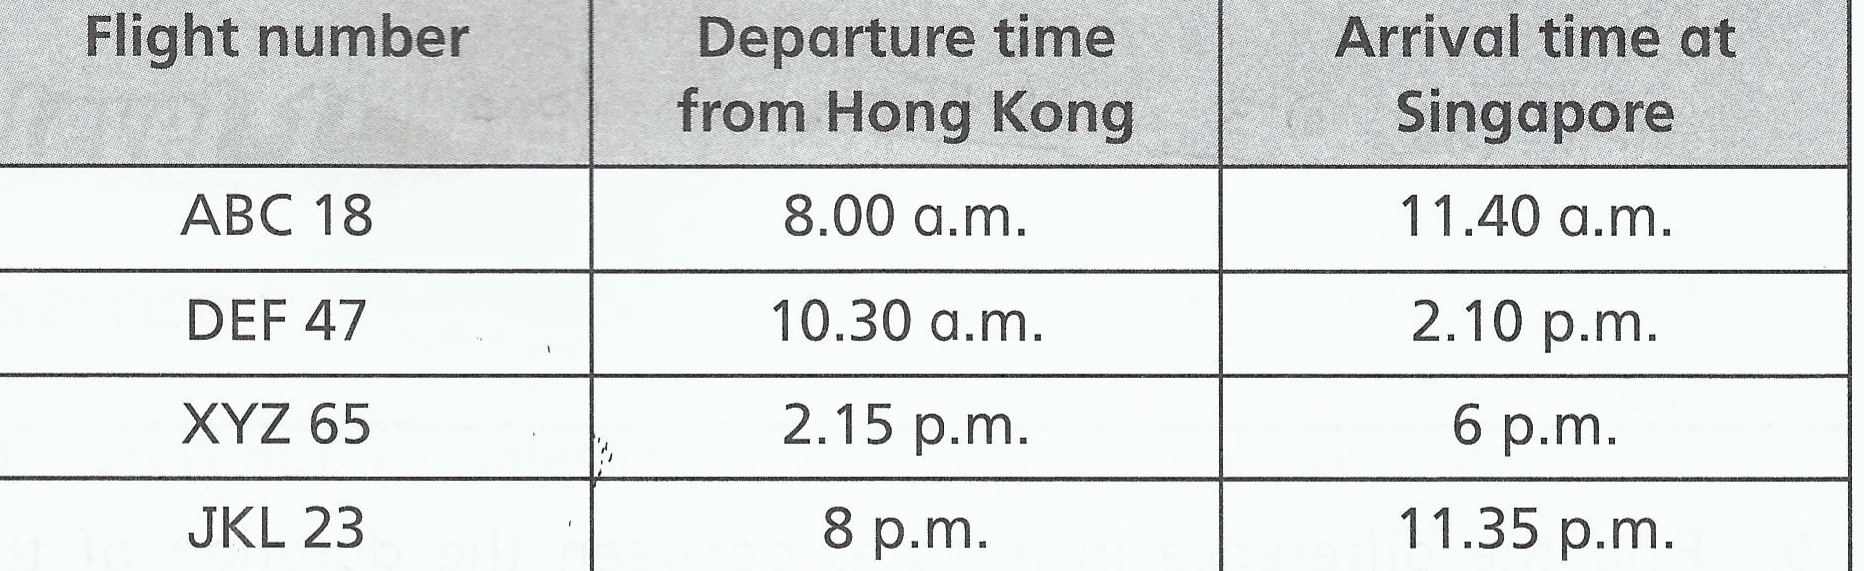 Flight number Departure time from Hong Kong Arrival time at Singapore
ABC 18 8.00 a.m. 11.40 a.m.
DEF 47 10.30 a.m. 2.10 p.m.
XYZ 65 2.15 p.m. 6 p.m.
JKL 23 8 p.m. 11.35 p.m.